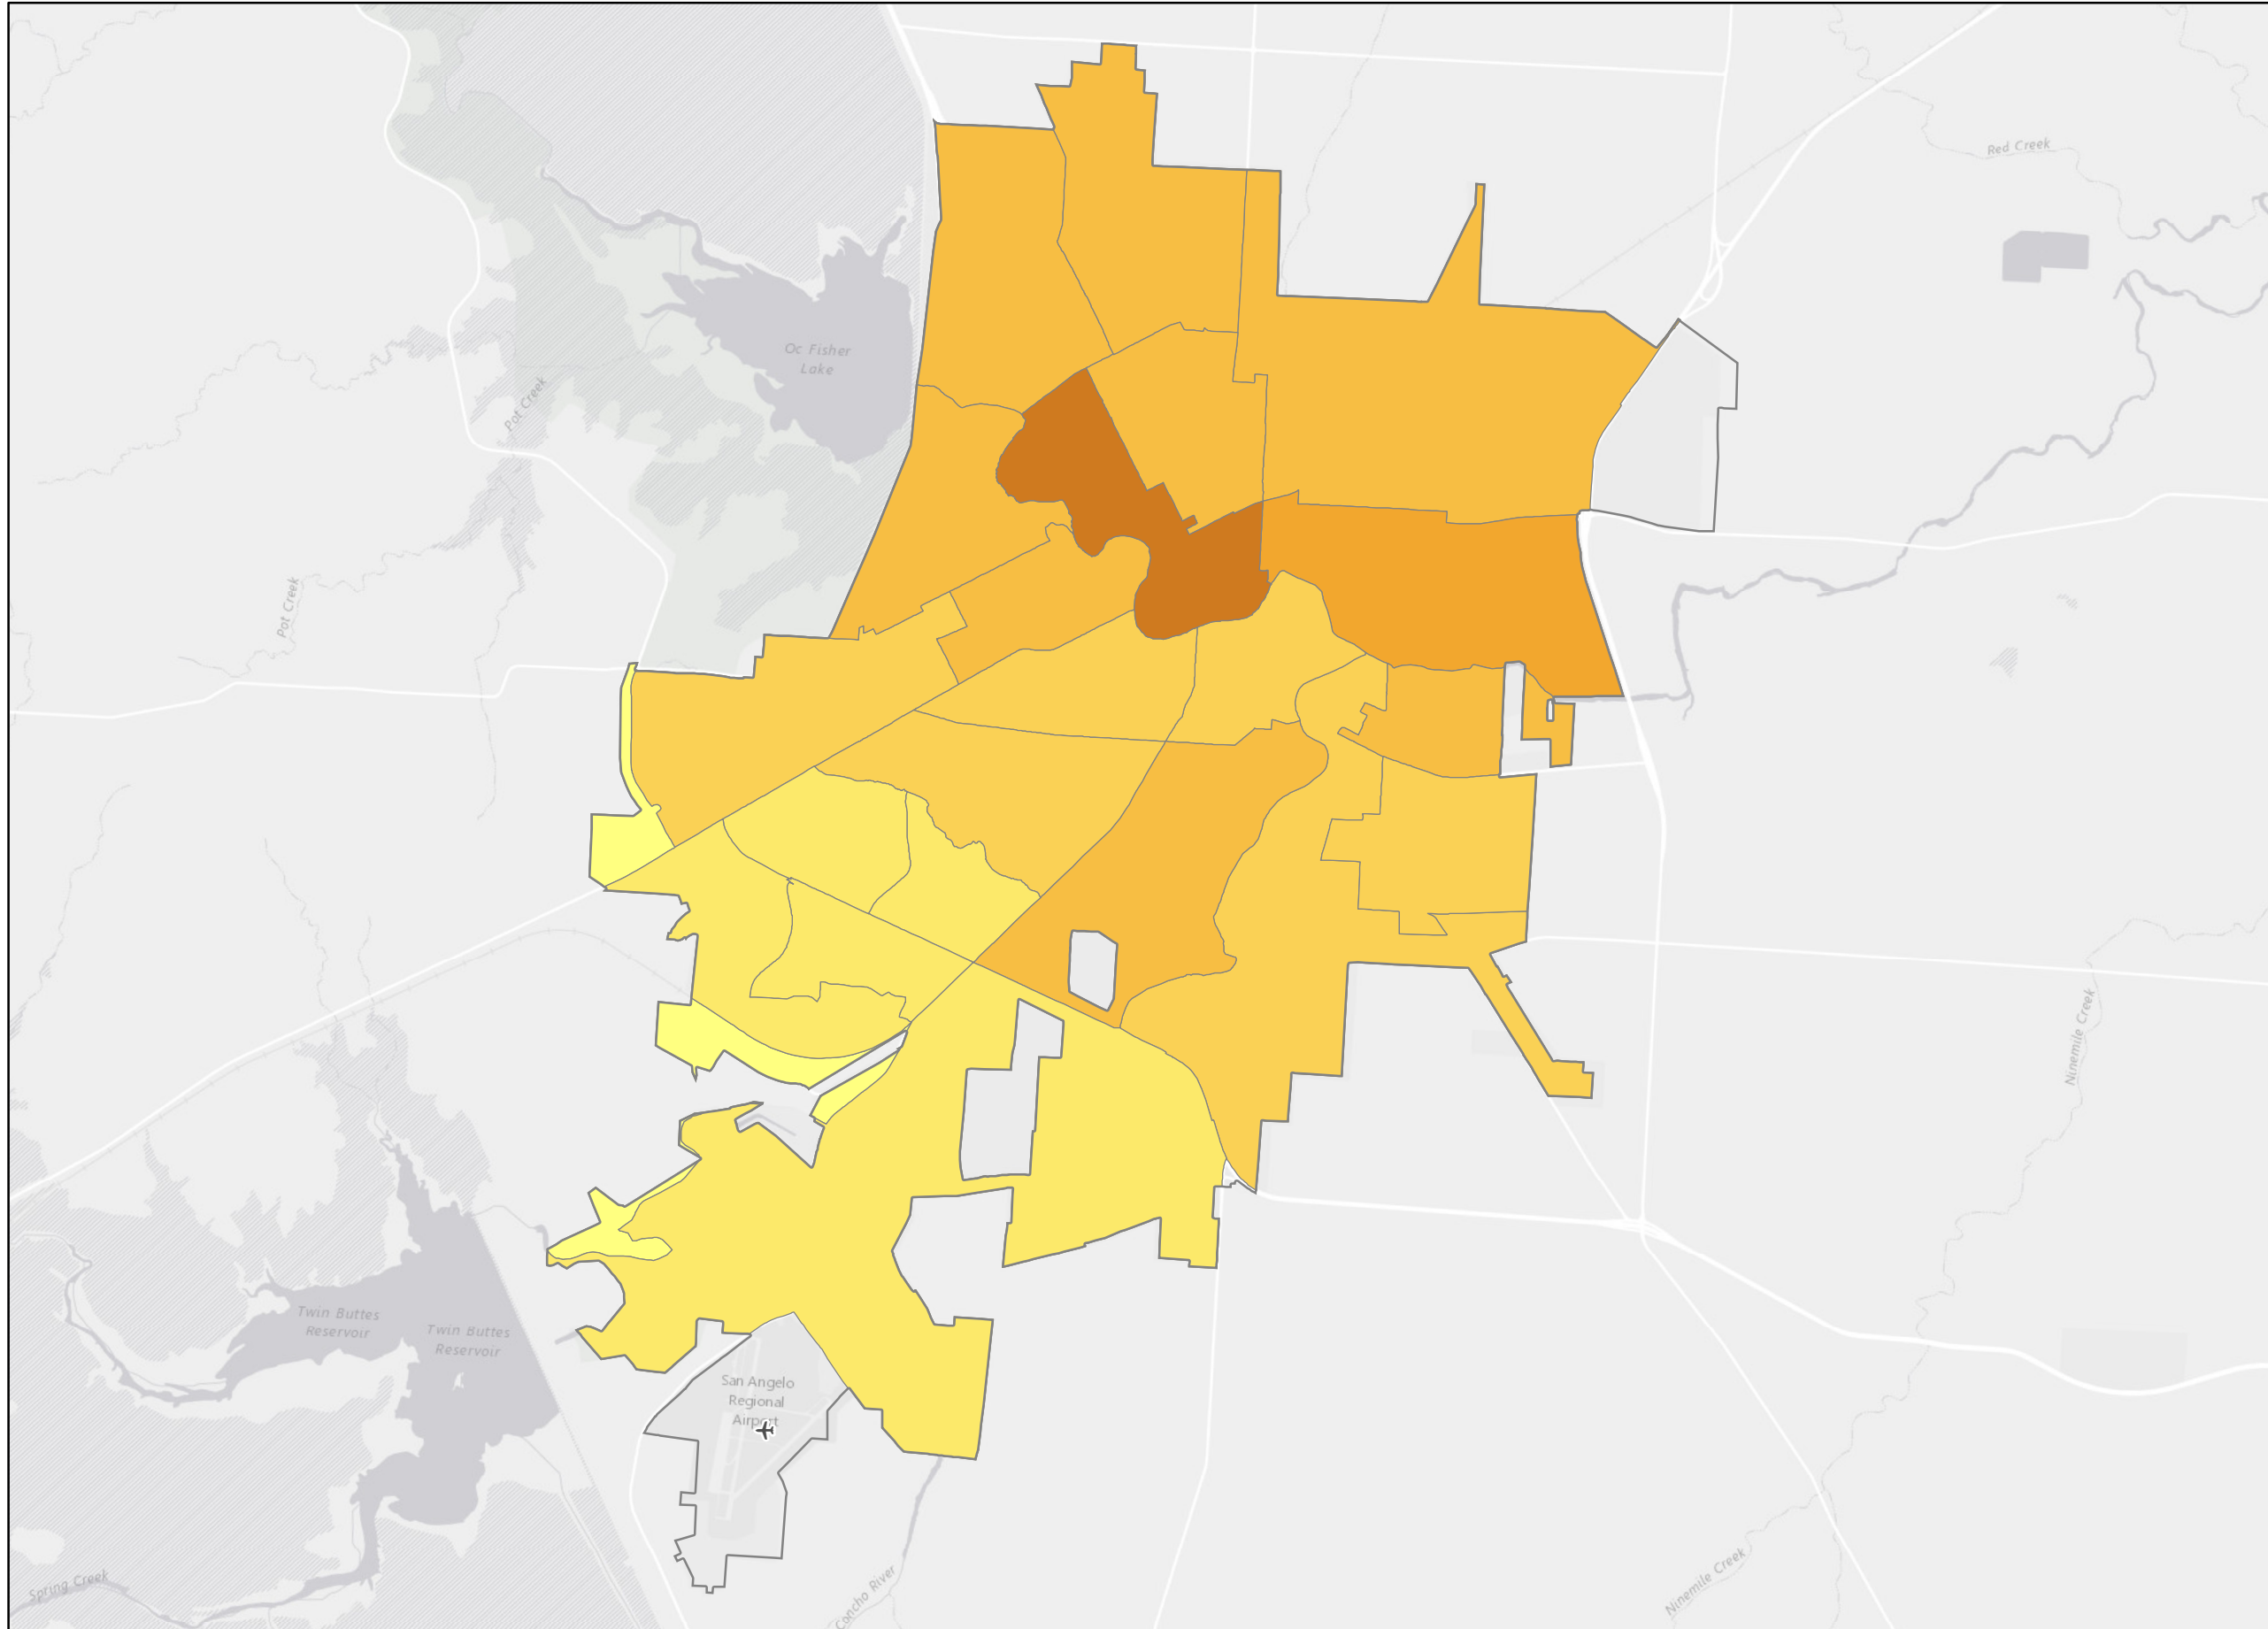 Red Creek
Oc Fisher
Lake
Pot Creek
Pot Creek
Ninemile Creek
Twin Buttes
Reservoir
Twin Buttes
Reservoir
San Angelo
Regional
Airport
Spring Creek
Concho River
Ninemile Creek